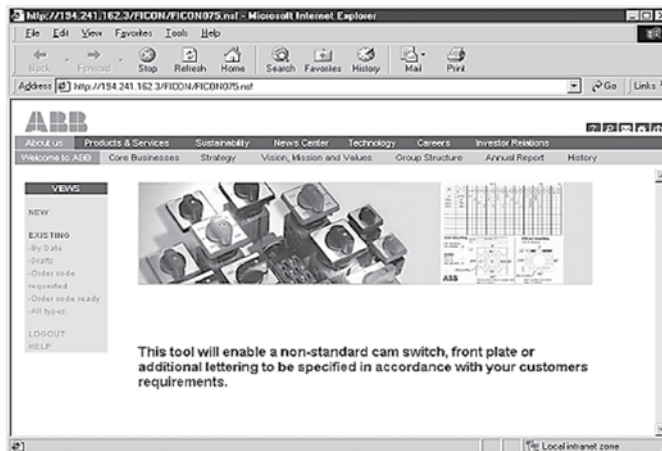 http://194.241.162.3/FICON/FICON075.nsf - Microsoft Internet Explorer
File Edit View Favorites Tools Help
Back Forward Stop Refresh Home Search Favorites History Mail Print
Address http://194.241.162.3/FICON/FICON075.nsf Go Links
ABB
About us Products & Services Sustainability News Center Technology Careers Investor Relations
Welcome to ABB Core Businesses Strategy Vision, Mission and Values Group Structure Annual Report History
VIEWS
NEW
EXISTING
-By Date
-Drafts
-Order code
requested
-Order code ready
-All types
LOGOUT
HELP
ABB
This tool will enable a non-standard cam switch, front plate or
additional lettering to be specified in accordance with your customers
requirements.
Local intranet zone